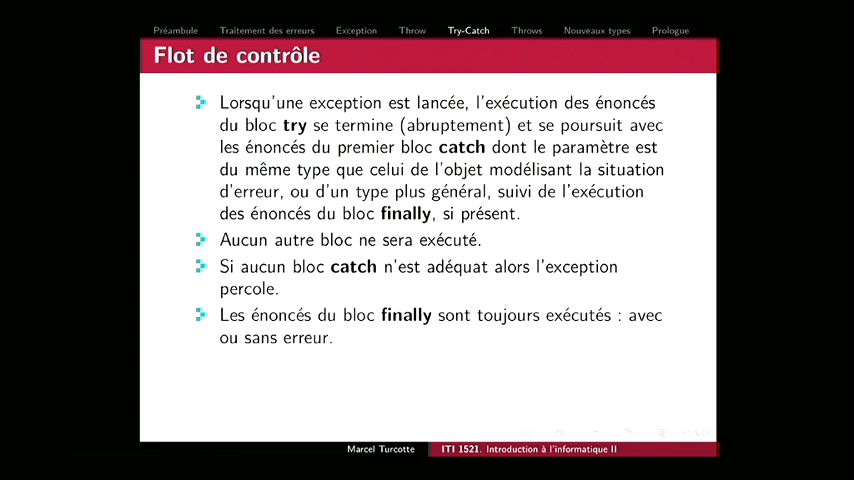 Préambule Traitement des erreurs Exception Throw Try-Catch Throws Nouveaux types Prologue
Flot de contrôle
Lorsqu'une exception est lancée, l'exécution des énoncés
du bloc try se termine (abruptement) et se poursuit avec
les énoncés du premier bloc catch dont le paramètre est
du même type que celui de l'objet modélisant la situation
d'erreur, ou d'un type plus général, suivi de l'exécution
des énoncés du bloc finally, si présent.
Aucun autre bloc ne sera exécuté.
Si aucun bloc catch n'est adéquat alors l'exception
percole.
Les énoncés du bloc finally sont toujours exécutés : avec
ou sans erreur.
Marcel Turcotte ITI 1521. Introduction à l'informatique II